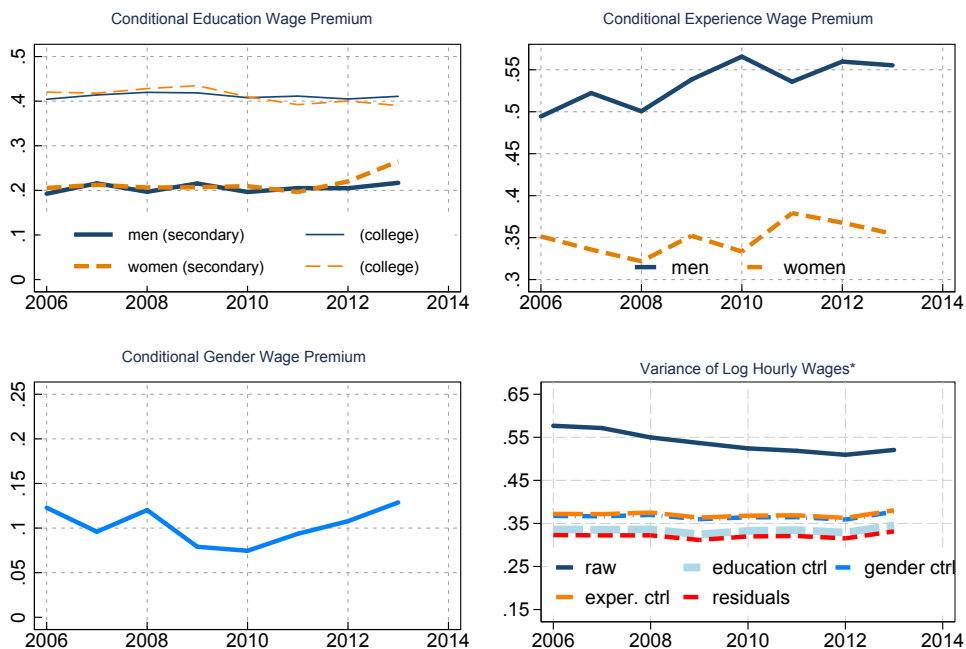 Conditional Education Wage Premium
.5
.4
.3
.2
.1
0
men (secondary) (college)
women (secondary) (college)
2006 2008 2010 2012 2014
Conditional Experience Wage Premium
.55
.5
.45
.4
.35
.3
men women
2006 2008 2010 2012 2014
Conditional Gender Wage Premium
.25
.2
.15
.1
.05
0
2006 2008 2010 2012 2014
Variance of Log Hourly Wages*
.65
.55
.45
.35
.25
.15
raw education ctrl gender ctrl
exper. ctrl residuals
2006 2008 2010 2012 2014